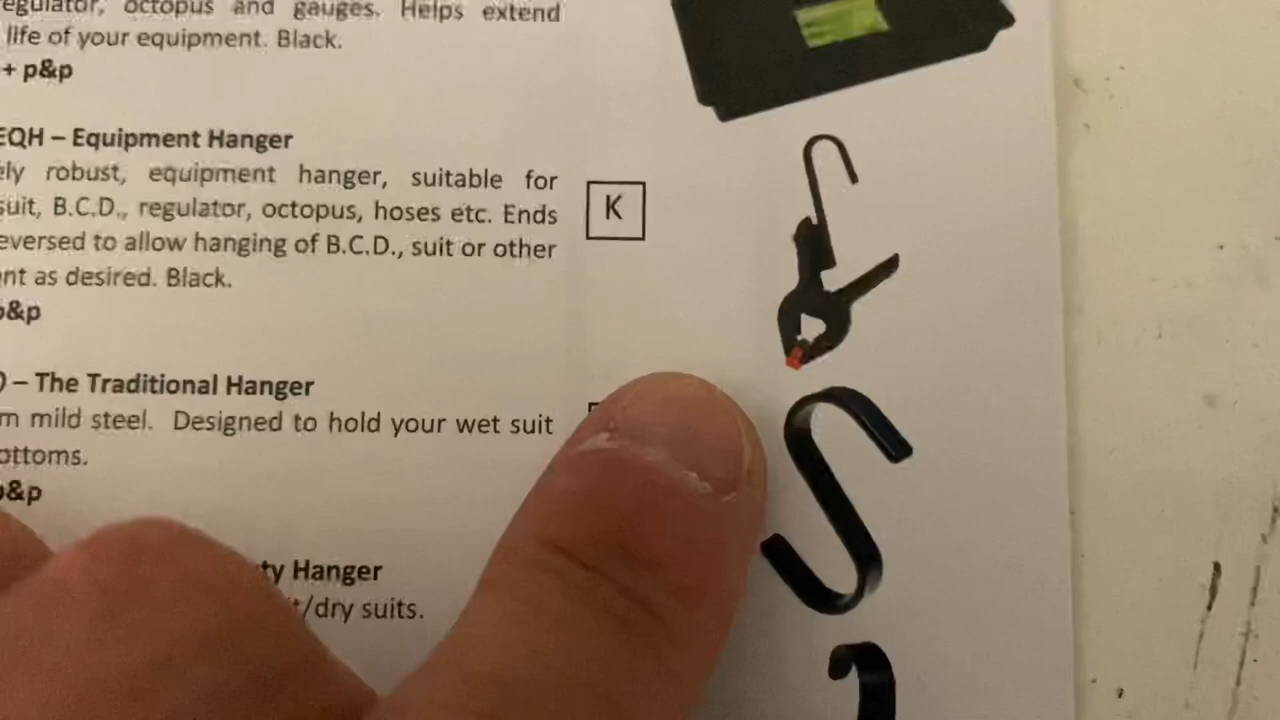 octopus and gauges. Helps extend
life of your equipment. Black.
+ p&p
EQH – Equipment Hanger
robust, equipment hanger, suitable for
suit, B.C.D., regulator, octopus, hoses etc. Ends
eversed to allow hanging of B.C.D., suit or other
nt as desired. Black.
K
p&p
– The Traditional Hanger
m mild steel. Designed to hold your wet suit
ottoms.
p&p
ty Hanger
t/dry suits.